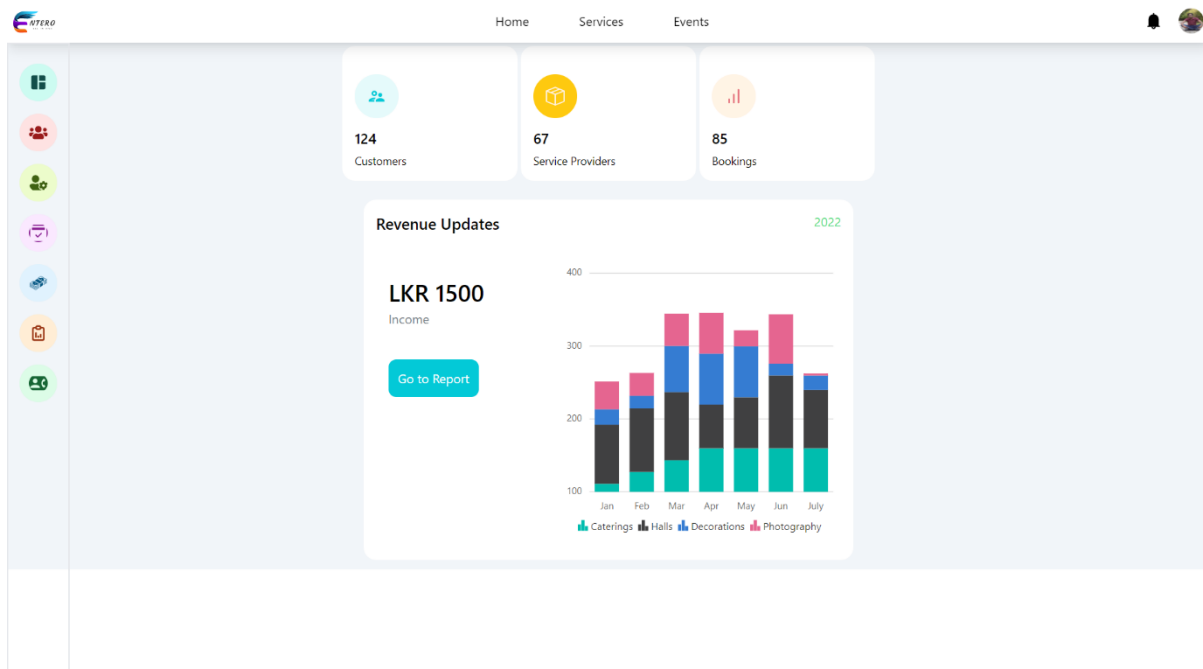 ENTERO
Home Services Events
124
Customers
67
Service Providers
85
Bookings
Revenue Updates
2022
LKR 1500
Income
Go to Report
400
300
200
100
Jan Feb Mar Apr May Jun July
Caterings Halls Decorations Photography